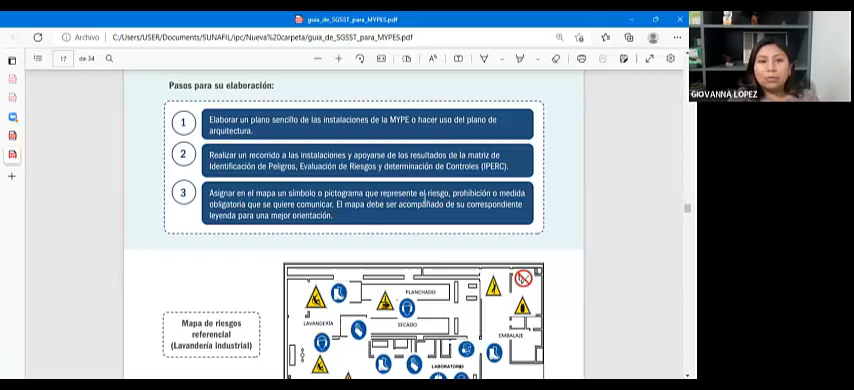 guia_de_SGSST_para_MYPES.pdf
Archivo
C:/Users/USER/Documents/SUNAFIL/ipc/Nueva%20carpeta/guia_de_SGSST_para_MYPES.pdf
17 de 34
GIOVANNA LOPEZ
Pasos para su elaboración:
1
Elaborar un plano sencillo de las instalaciones de la MYPE o hacer uso del plano de
arquitectura.
2
Realizar un recorrido a las instalaciones y apoyarse de los resultados de la matriz de
Identificación de Peligros, Evaluación de Riesgos y determinación de Controles (IPERC).
3
Asignar en el mapa un símbolo o pictograma que represente el riesgo, prohibición o medida
obligatoria que se quiere comunicar. El mapa debe ser acompañado de su correspondiente
leyenda para una mejor orientación.
Mapa de riesgos
referencial
(Lavandería Industrial)
PLANCHADO
LAVANDERÍA
SECADO
EMBALAJE
LABORATORIO